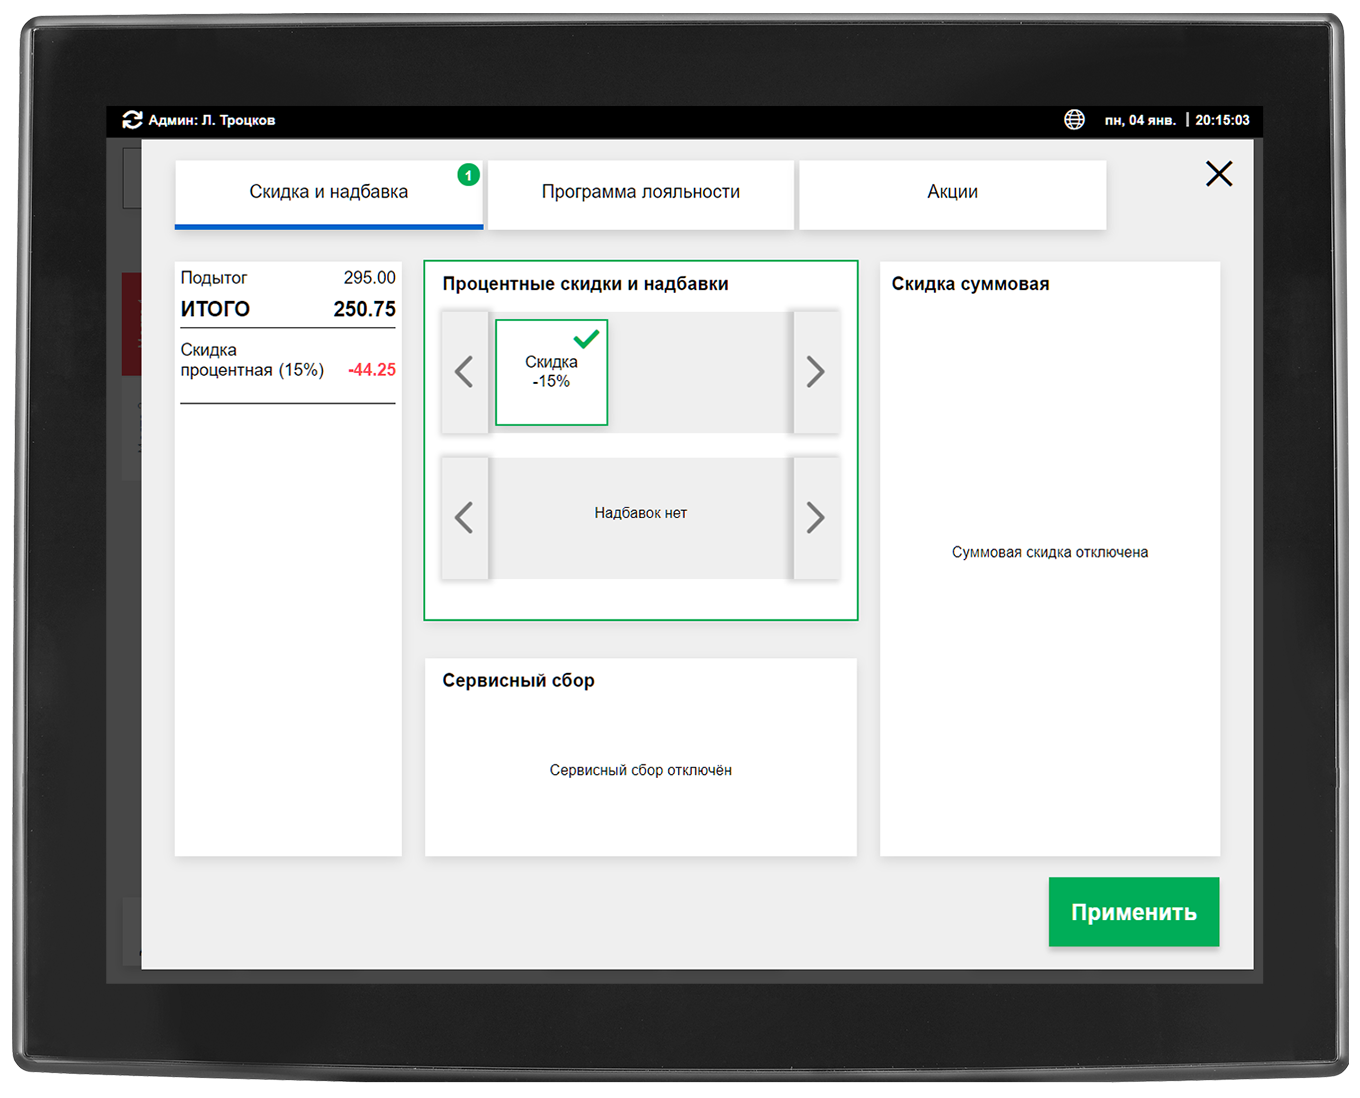 Админ: Л. Троцков
пн, 04 янв. | 20:15:03
Скидка и надбавка
1
Программа лояльности
Акции
Подытог 295.00
ИТОГО 250.75
Скидка
процентная (15%) -44.25
Процентные скидки и надбавки
Скидка
-15%
Надбавок нет
Сервисный сбор
Сервисный сбор отключён
Скидка суммовая
Суммовая скидка отключена
Применить